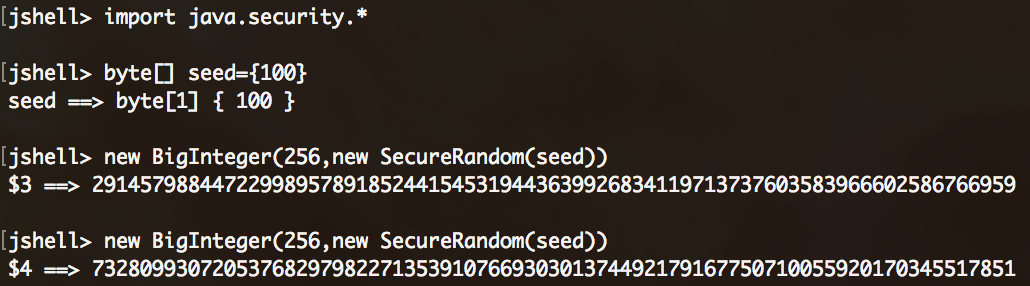 [jshell> import java.security.*
[jshell> byte[] seed={100}
seed ==> byte[1] { 100 }
[jshell> new BigInteger(256,new SecureRandom(seed))
$3 ==> 29145798844722998957891852441545319443639926834119713737603583966602586766959
[jshell> new BigInteger(256,new SecureRandom(seed))
$4 ==> 73280993072053768297982271353910766930301374492179167750710055920170345517851